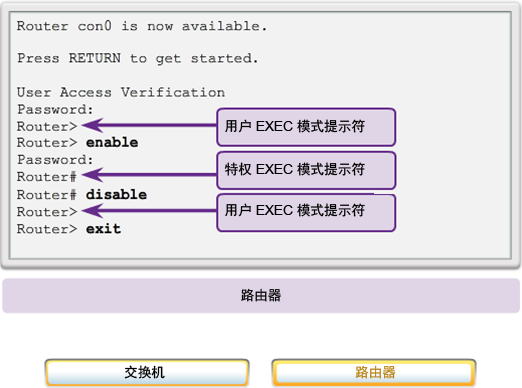 Router con0 is now available.
Press RETURN to get started.
User Access Verification
Password:
Router>
用户 EXEC 模式提示符
Router> enable
Password:
Router#
特权 EXEC 模式提示符
Router# disable
Router>
用户 EXEC 模式提示符
Router> exit
路由器
交换机
路由器